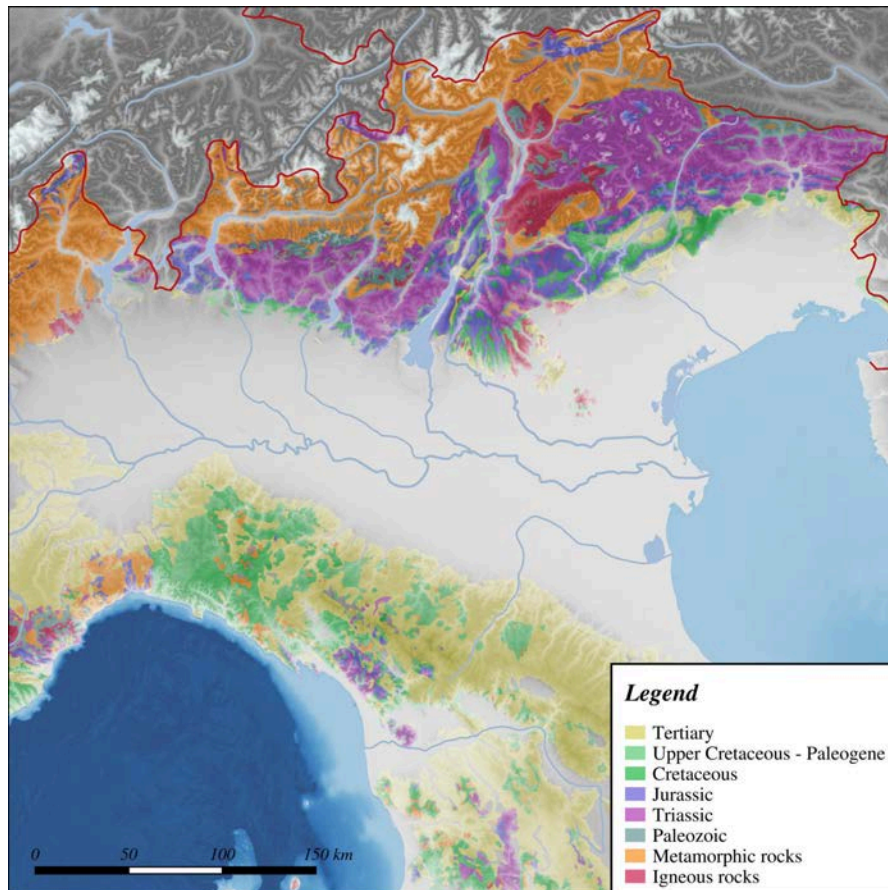 Legend
Tertiary
Upper Cretaceous - Paleogene
Cretaceous
Jurassic
Triassic
Paleozoic
Metamorphic rocks
Igneous rocks
0 50 100 150 km